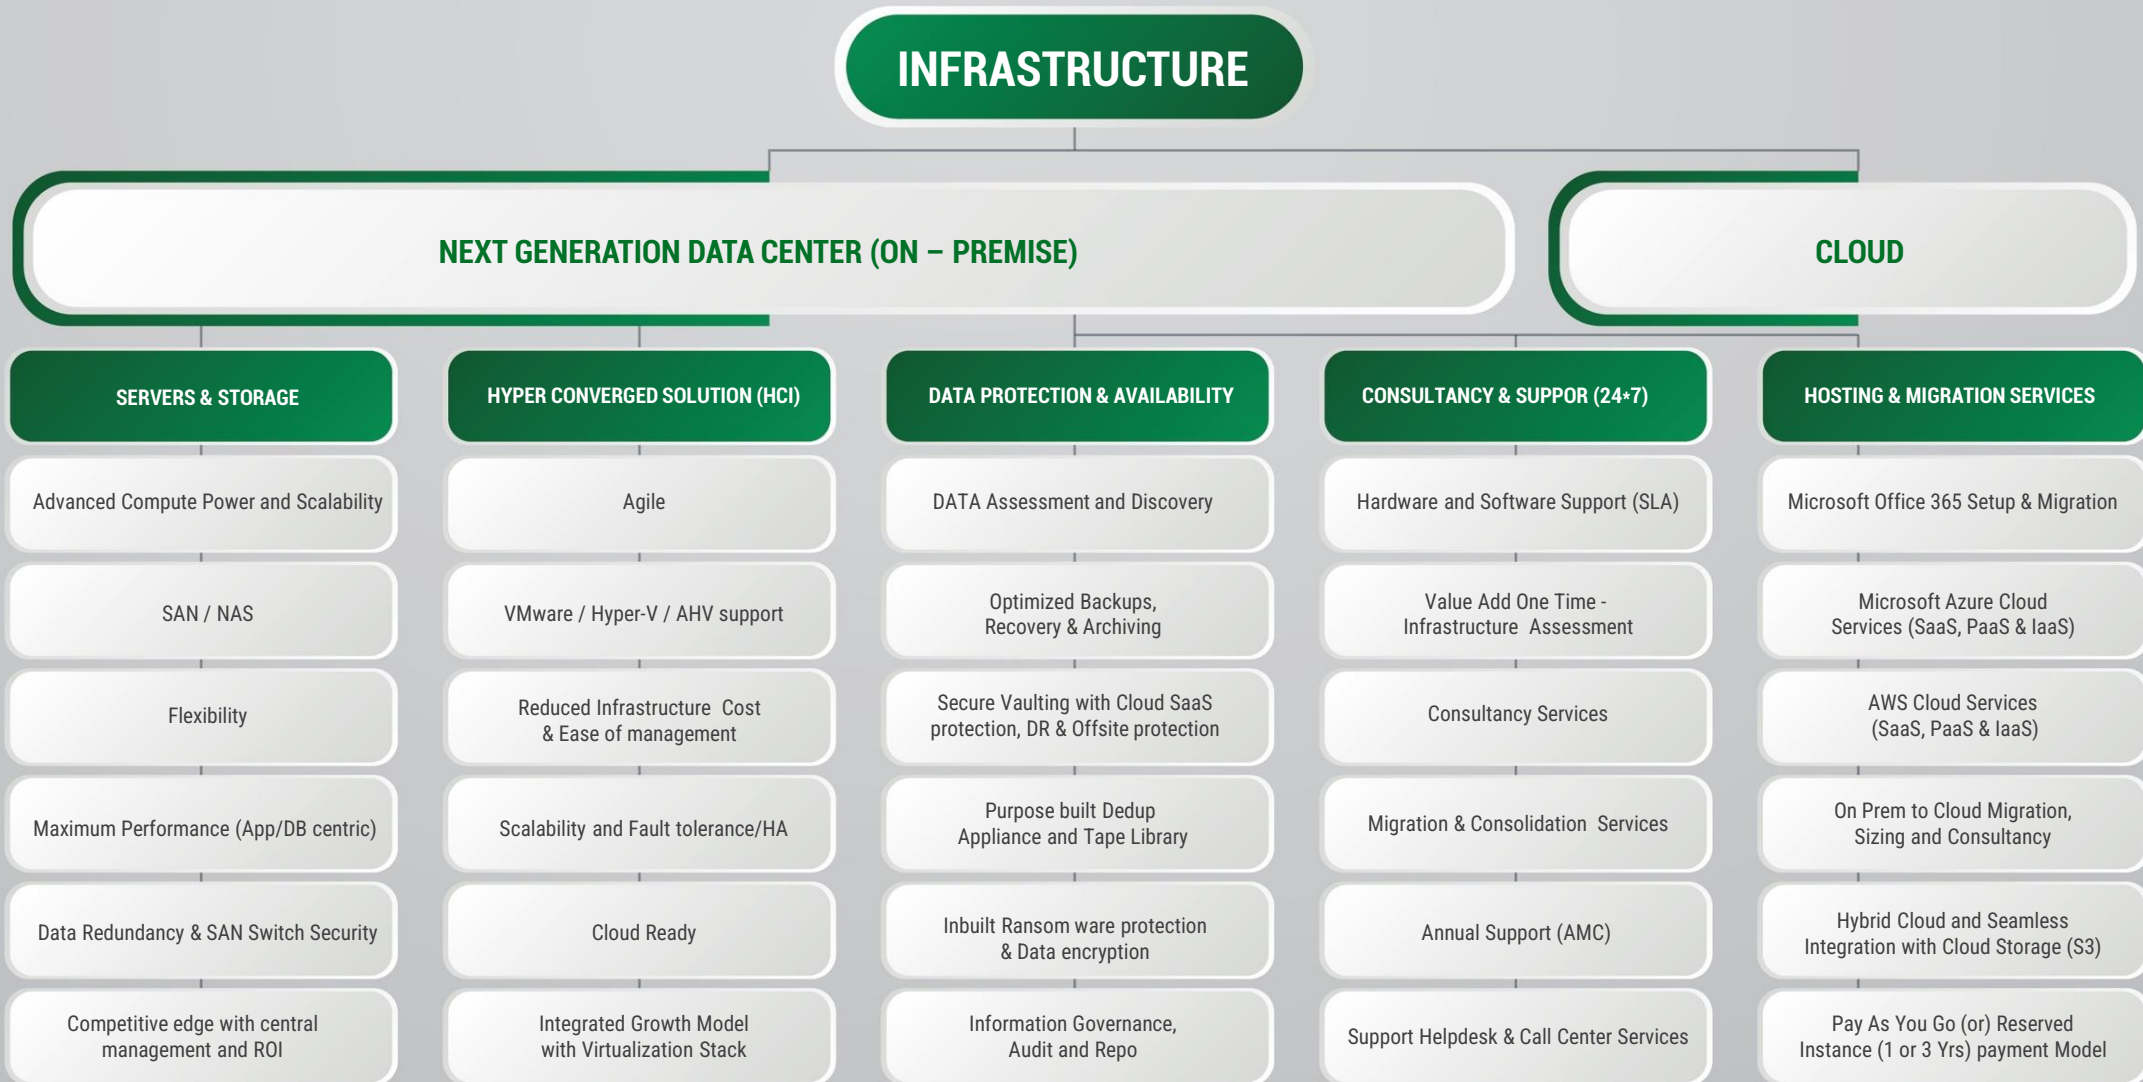 INFRASTRUCTURE
NEXT GENERATION DATA CENTER (ON – PREMISE)
CLOUD
SERVERS & STORAGE
Advanced Compute Power and Scalability
SAN / NAS
Flexibility
Maximum Performance (App/DB centric)
Data Redundancy & SAN Switch Security
Competitive edge with central
management and ROI
HYPER CONVERGED SOLUTION (HCI)
Agile
VMware / Hyper-V / AHV support
Reduced Infrastructure Cost
& Ease of management
Scalability and Fault tolerance/HA
Cloud Ready
Integrated Growth Model
with Virtualization Stack
DATA PROTECTION & AVAILABILITY
DATA Assessment and Discovery
Optimized Backups,
Recovery & Archiving
Secure Vaulting with Cloud SaaS
protection, DR & Offsite protection
Purpose built Dedup
Appliance and Tape Library
Inbuilt Ransom ware protection
& Data encryption
Information Governance,
Audit and Repo
CONSULTANCY & SUPPOR (24*7)
Hardware and Software Support (SLA)
Value Add One Time -
Infrastructure Assessment
Consultancy Services
Migration & Consolidation Services
Annual Support (AMC)
Support Helpdesk & Call Center Services
HOSTING & MIGRATION SERVICES
Microsoft Office 365 Setup & Migration
Microsoft Azure Cloud
Services (SaaS, PaaS & IaaS)
AWS Cloud Services
(SaaS, PaaS & IaaS)
On Prem to Cloud Migration,
Sizing and Consultancy
Hybrid Cloud and Seamless
Integration with Cloud Storage (S3)
Pay As You Go (or) Reserved
Instance (1 or 3 Yrs) payment Model